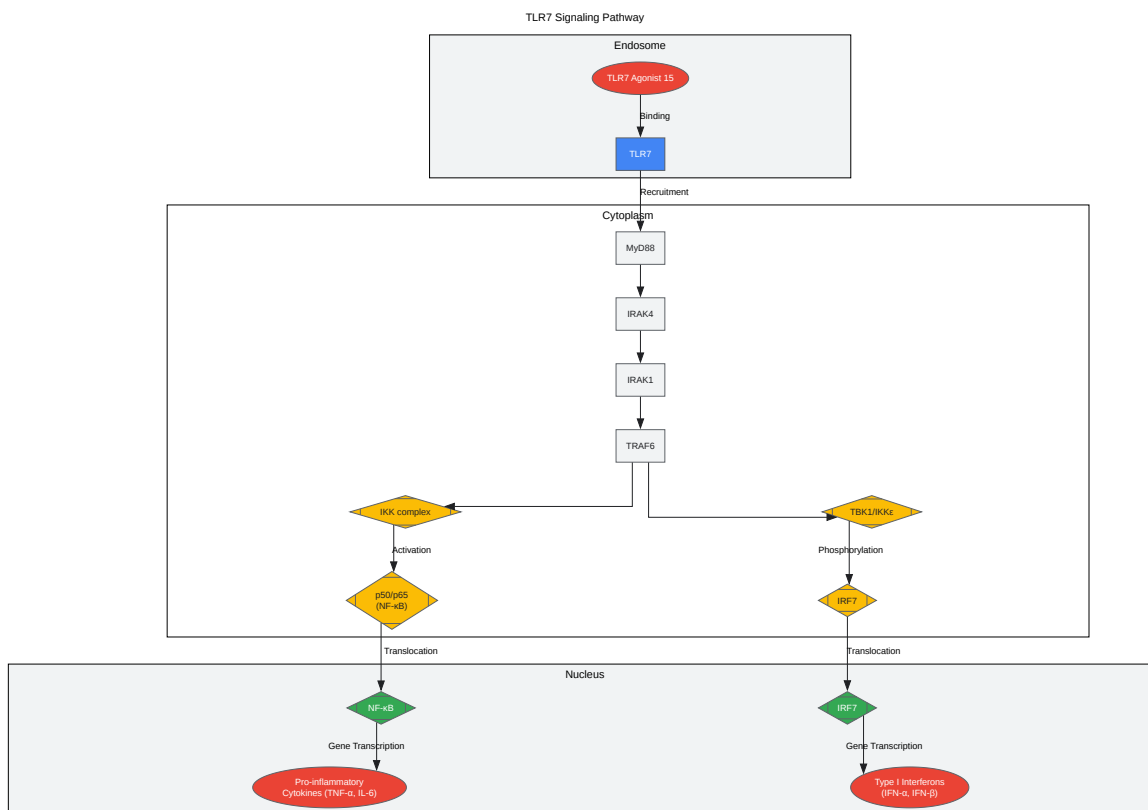 TLR7 Signaling Pathway
Endosome
TLR7 Agonist 15
Binding
TLR7
Recruitment
Cytoplasm
MyD88
IRAK4
IRAK1
TRAF6
IKK complex
TBK1/IKKε
Activation
Phosphorylation
p50/p65
(NF-κB)
IRF7
Translocation
Translocation
Nucleus
NF-κB
IRF7
Gene Transcription
Gene Transcription
Pro-inflammatory
Cytokines (TNF-α, IL-6)
Type I Interferons
(IFN-α, IFN-β)